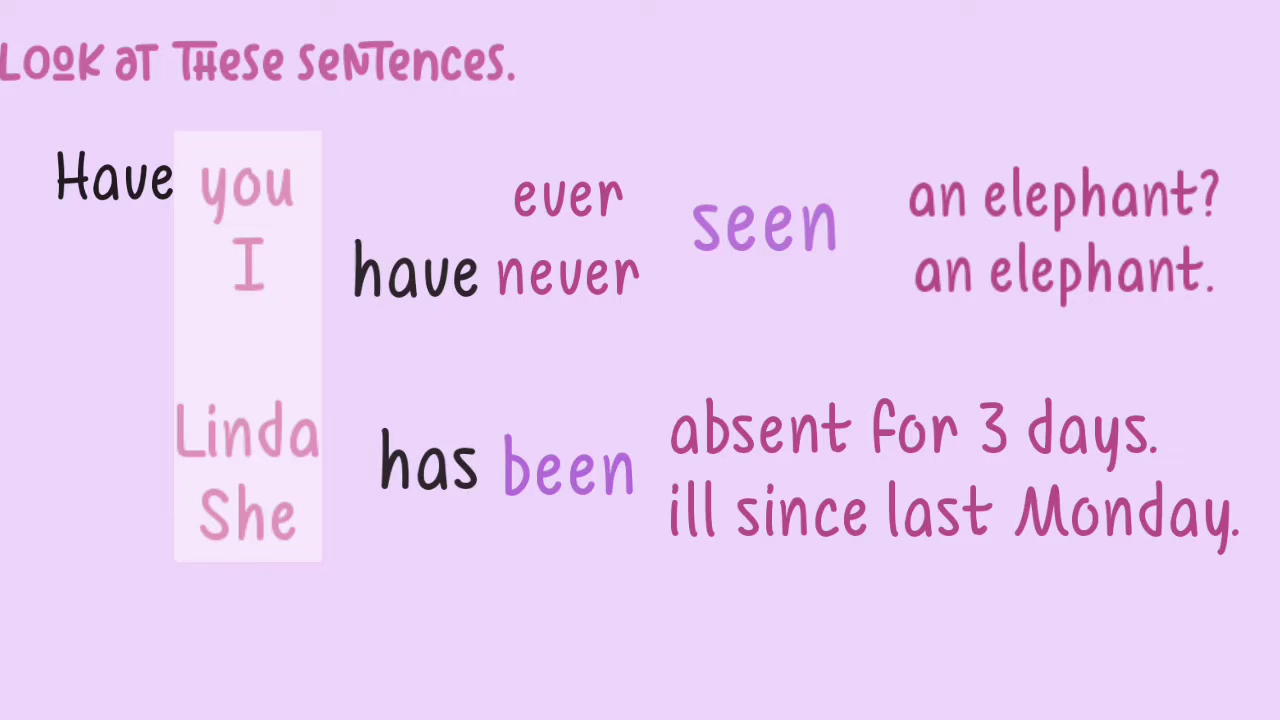 Look at these sentences.
Have you ever seen an elephant?
I have never an elephant.
Linda has been absent for 3 days.
She ill since last Monday.